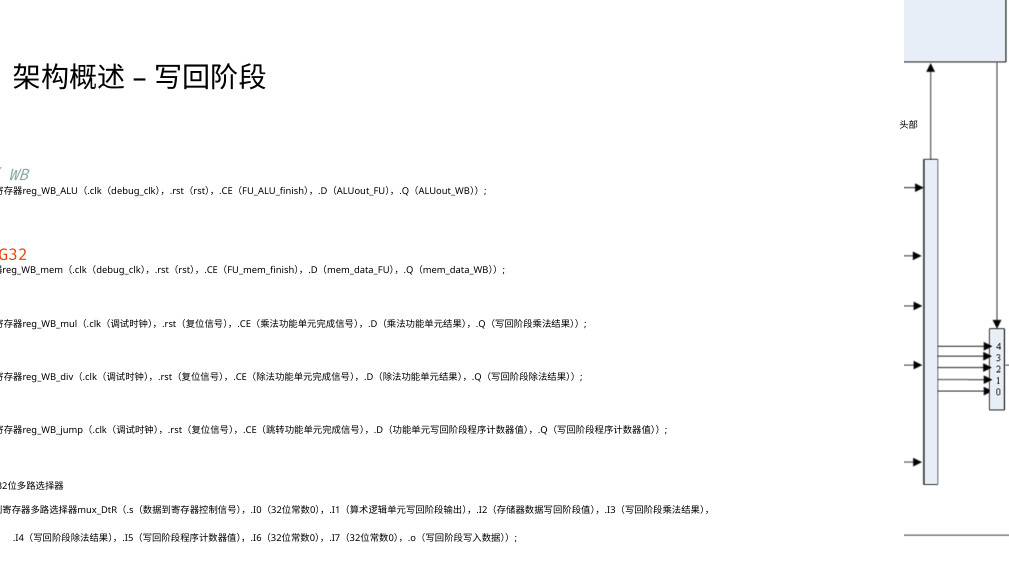 架构概述 – 写回阶段
头部
WB
寄存器reg_WB_ALU（.clk（debug_clk），.rst（rst），.CE（FU_ALU_finish），.D（ALUout_FU），.Q（ALUout_WB））；
G32
器reg_WB_mem（.clk（debug_clk），.rst（rst），.CE（FU_mem_finish），.D（mem_data_FU），.Q（mem_data_WB））；
寄存器reg_WB_mul（.clk（调试时钟），.rst（复位信号），.CE（乘法功能单元完成信号），.D（乘法功能单元结果），.Q（写回阶段乘法结果））；
寄存器reg_WB_div（.clk（调试时钟），.rst（复位信号），.CE（除法功能单元完成信号），.D（除法功能单元结果），.Q（写回阶段除法结果））；
寄存器reg_WB_jump（.clk（调试时钟），.rst（复位信号），.CE（跳转功能单元完成信号），.D（功能单元写回阶段程序计数器值），.Q（写回阶段程序计数器值））；
32位多路选择器
到寄存器多路选择器mux_DtR（.s（数据到寄存器控制信号），.I0（32位常数0），.I1（算术逻辑单元写回阶段输出），.I2（存储器数据写回阶段值），.I3（写回阶段乘法结果），
.I4（写回阶段除法结果），.I5（写回阶段程序计数器值），.I6（32位常数0），.I7（32位常数0），.o（写回阶段写入数据））；
4
3
2
1
0